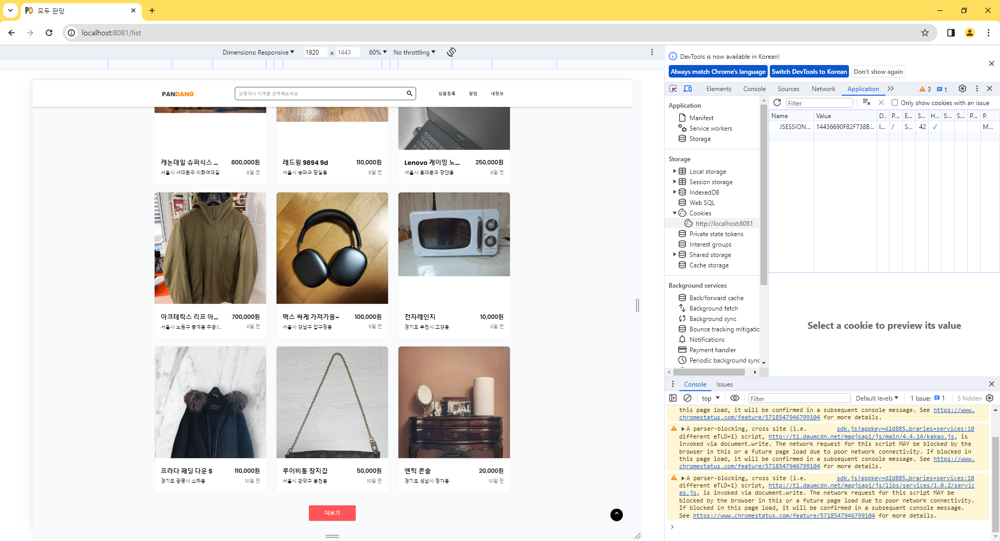 모두 판당
localhost:8081/list
Dimensions: Responsive
1920 × 1443
60%
No throttling
PANDANG
상품이나 지역을 검색해보세요
상품등록
알림
내정보
캐논데일 슈퍼식스 ...
800,000원
서울시 서대문구 이화여대길
8일 전
레드윙 9894 9d
110,000원
서울시 송파구 잠실동
8일 전
Lenovo 게이밍 노...
250,000원
서울시 동대문구 장안동
8일 전
아크테릭스 리프 아...
700,000원
서울시 노원구 중계동 주공7...
8일 전
맥스 싸게 가져가용~
100,000원
서울시 강남구 압구정동
9일 전
전자레인지
10,000원
경기도 부천시 고강동
9일 전
프라다 패딩 다운 S
110,000원
경기도 광명시 소하동
10일 전
루이비통 장지갑
50,000원
서울시 관악구 봉천동
10일 전
엔틱 콘솔
20,000원
경기도 성남시 정자동
10일 전
더보기
DevTools is now available in Korean!
Always match Chrome's language
Switch DevTools to Korean
Don't show again
Elements
Console
Sources
Network
Application
3
1
Application
Manifest
Service workers
Storage
Storage
Local storage
Session storage
IndexedDB
Web SQL
Cookies
http://localhost:8081
Private state tokens
Interest groups
Shared storage
Cache storage
Background services
Back/forward cache
Background fetch
Background sync
Bounce tracking mitigatio
Notifications
Payment handler
Periodic background sync
Filter
Only show cookies with an issue
Name Value D.. P... E... S... H... S... S... P... P.
JSESSION... 14436690F82F738B... l... / S... 42 ✓ M...
Select a cookie to preview its value
Console
Issues
top
Filter
Default levels
1 Issue: 1
5 hidden
this page load, it will be confirmed in a subsequent console message. See https://www.
chromestatus.com/feature/5718547946799104 for more details.
A parser-blocking, cross site (i.e. sdk.js?appkey=d2d885…braries=services:10
different eTLD+1) script, http://t1.daumcdn.net/mapjsapi/js/main/4.4.14/kakao.js, is
invoked via document.write. The network request for this script MAY be blocked by the
browser in this or a future page load due to poor network connectivity. If blocked in
this page load, it will be confirmed in a subsequent console message. See https://www.
chromestatus.com/feature/5718547946799104 for more details.
A parser-blocking, cross site (i.e. sdk.js?appkey=d2d885…braries=services:10
different eTLD+1) script, http://t1.daumcdn.net/mapjsapi/js/libs/services/1.0.2/servic
es.js, is invoked via document.write. The network request for this script MAY be
blocked by the browser in this or a future page load due to poor network connectivity.
If blocked in this page load, it will be confirmed in a subsequent console message.
See https://www.chromestatus.com/feature/5718547946799104 for more details.